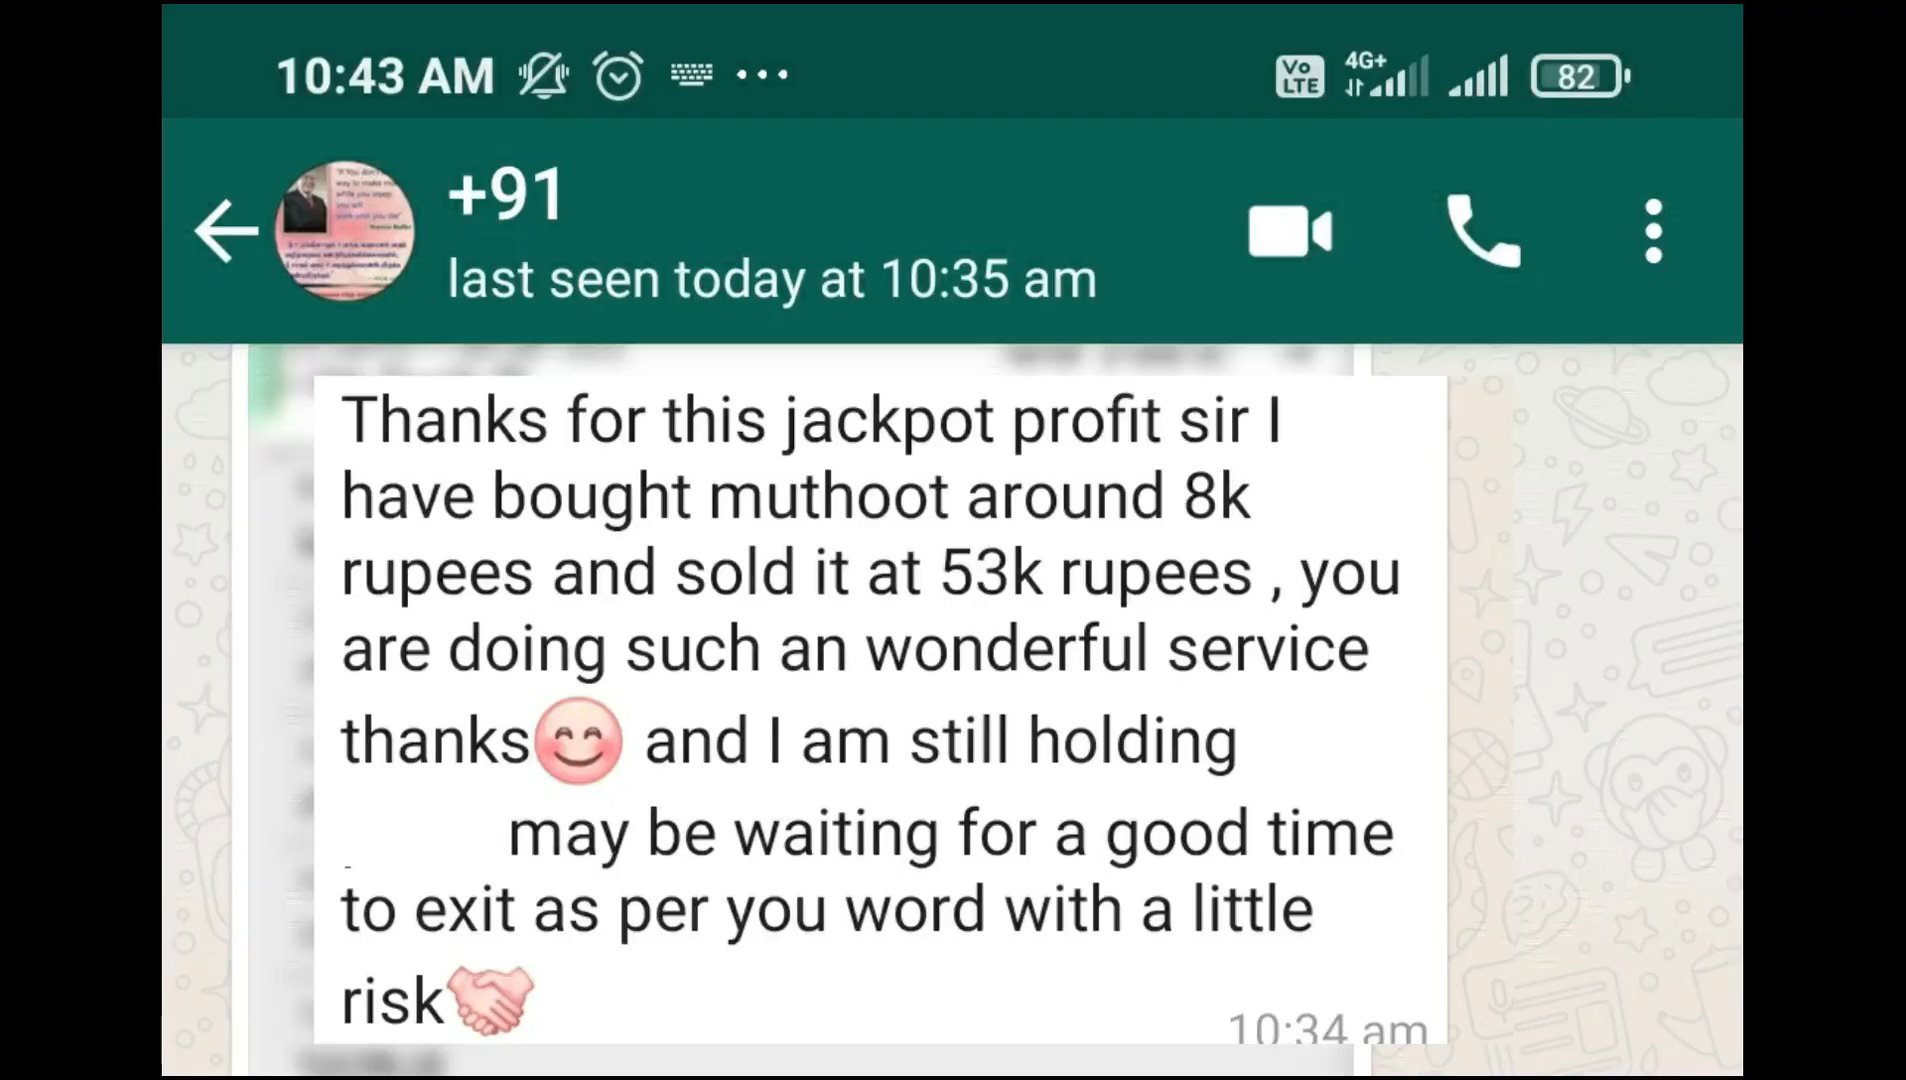 10:43 AM
Vo LTE 4G+ 82
+91
last seen today at 10:35 am
Thanks for this jackpot profit sir I
have bought muthoot around 8k
rupees and sold it at 53k rupees , you
are doing such an wonderful service
thanks😊 and I am still holding
may be waiting for a good time
to exit as per you word with a little
risk🤝
10:34 am